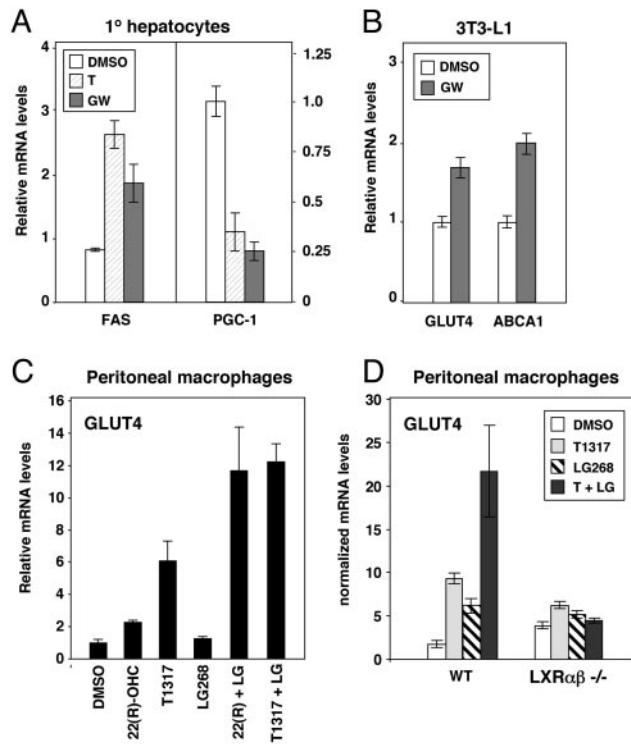 A
1° hepatocytes
Relative mRNA levels
4
3
2
1
0
DMSO
T
GW
1.25
1.0
0.75
0.5
0.25
0
FAS
PGC-1
B
3T3-L1
Relative mRNA levels
3
2
1
0
DMSO
GW
GLUT4
ABCA1
C
Peritoneal macrophages
GLUT4
Relative mRNA levels
16
14
12
10
8
6
4
2
0
DMSO
22(R)-OHC
T1317
LG268
22(R) + LG
T1317 + LG
D
Peritoneal macrophages
GLUT4
normalized mRNA levels
30
25
20
15
10
5
0
DMSO
T1317
LG268
T + LG
WT
LXRαβ -/-